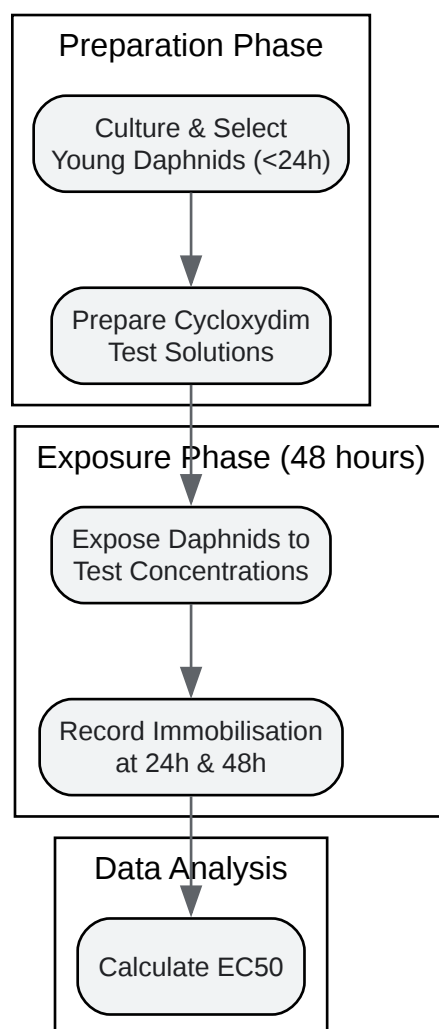 Preparation Phase
Culture & Select
Young Daphnids (<24h)
Prepare Cycloxydim
Test Solutions
Exposure Phase (48 hours)
Expose Daphnids to
Test Concentrations
Record Immobilisation
at 24h & 48h
Data Analysis
Calculate EC50